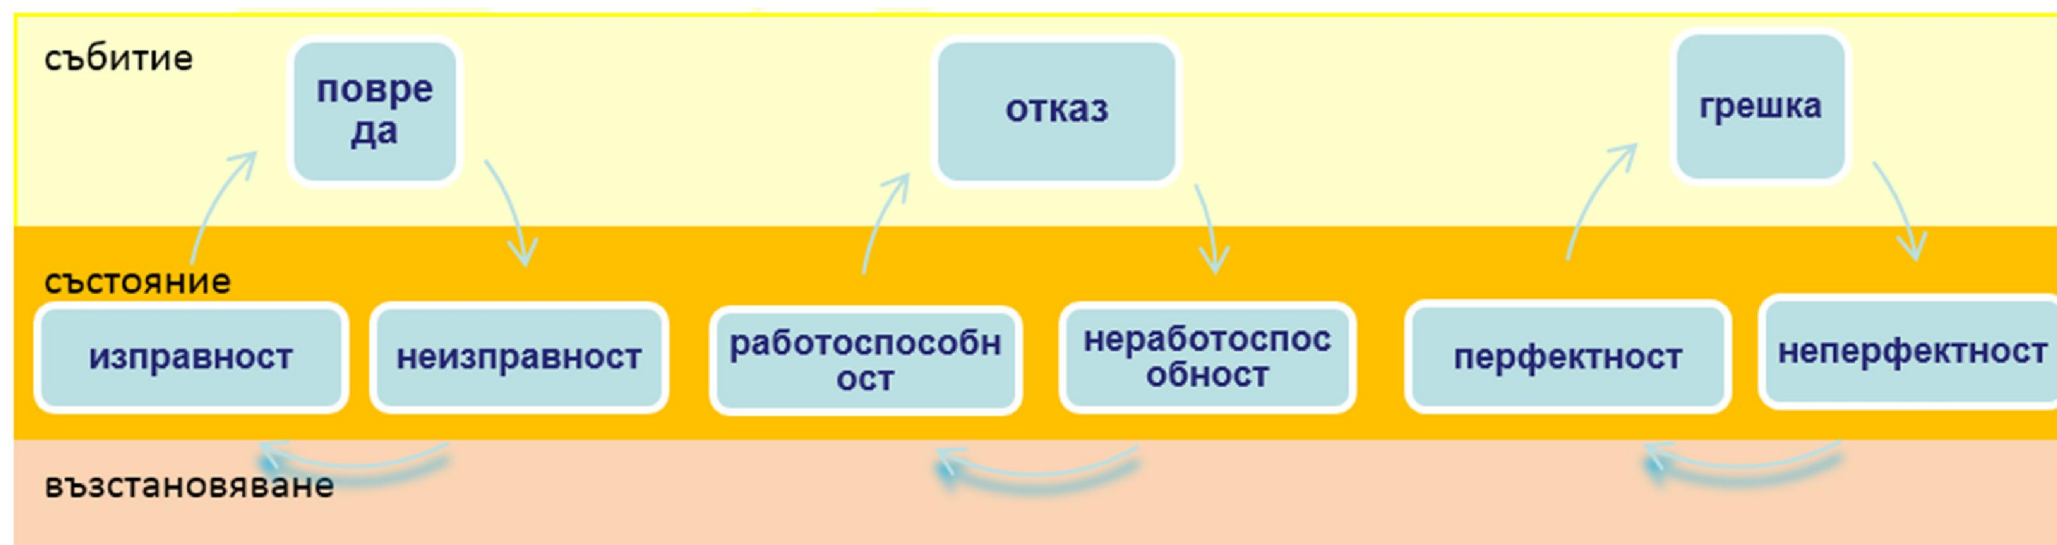 събитие
повре
да
отказ
грешка
състояние
изправност
неизправност
работоспособн
ост
неработоспос
обност
перфектност
неперфектност
възстановяване